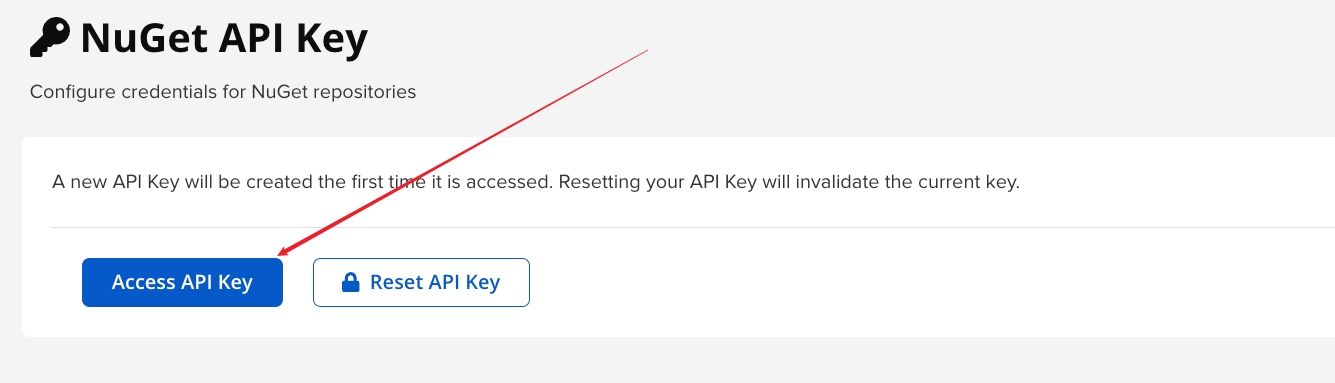 NuGet API Key
Configure credentials for NuGet repositories
A new API Key will be created the first time it is accessed. Resetting your API Key will invalidate the current key.
Access API Key
Reset API Key